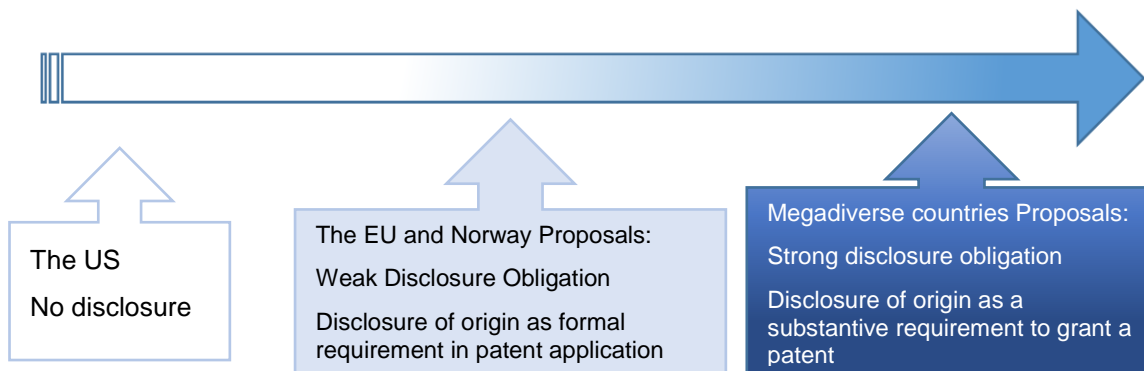 The US
No disclosure
The EU and Norway Proposals:
Weak Disclosure Obligation
Disclosure of origin as formal
requirement in patent application
Megadiverse countries Proposals:
Strong disclosure obligation
Disclosure of origin as a
substantive requirement to grant a
patent